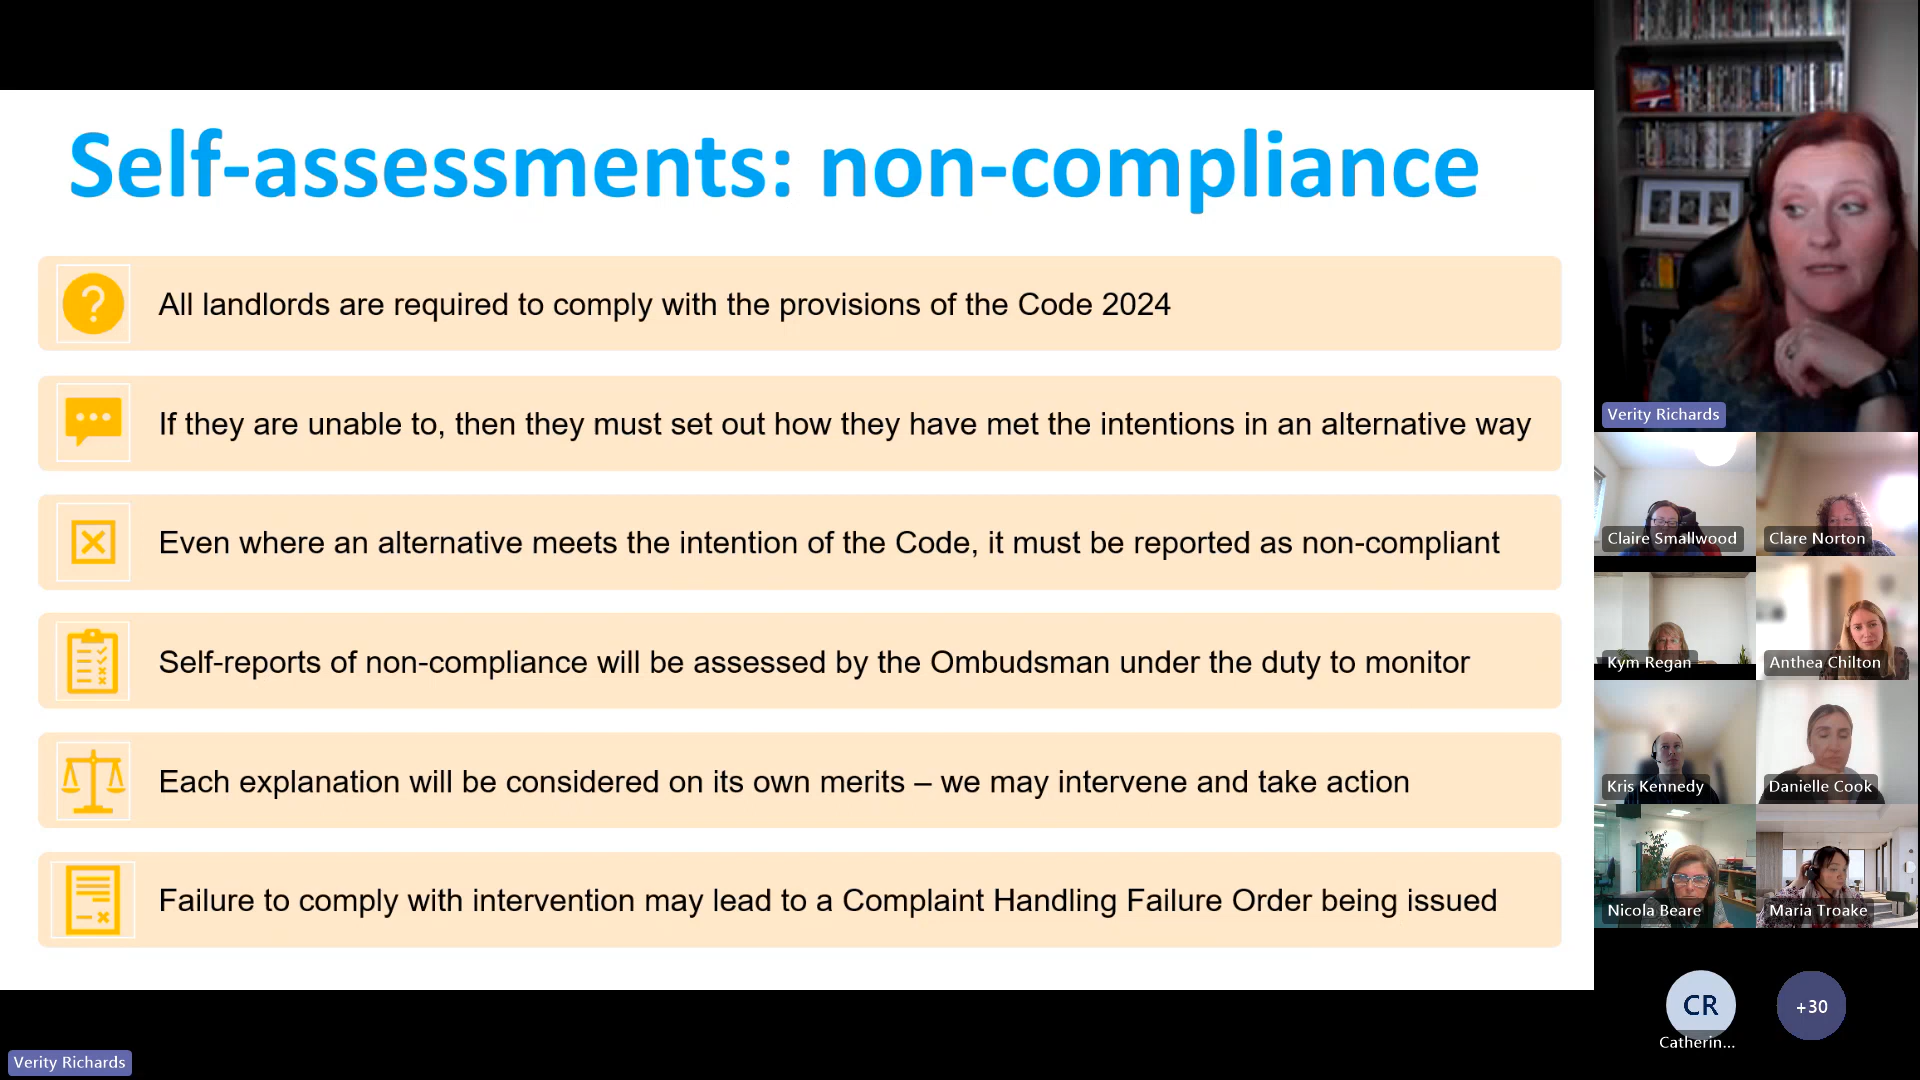 Self-assessments: non-compliance
All landlords are required to comply with the provisions of the Code 2024
If they are unable to, then they must set out how they have met the intentions in an alternative way
Even where an alternative meets the intention of the Code, it must be reported as non-compliant
Self-reports of non-compliance will be assessed by the Ombudsman under the duty to monitor
Each explanation will be considered on its own merits – we may intervene and take action
Failure to comply with intervention may lead to a Complaint Handling Failure Order being issued
Verity Richards
Verity Richards
Claire Smallwood
Clare Norton
Kym Regan
Anthea Chilton
Kris Kennedy
Danielle Cook
Nicola Beare
Maria Troake
CR
+30
Catherin...